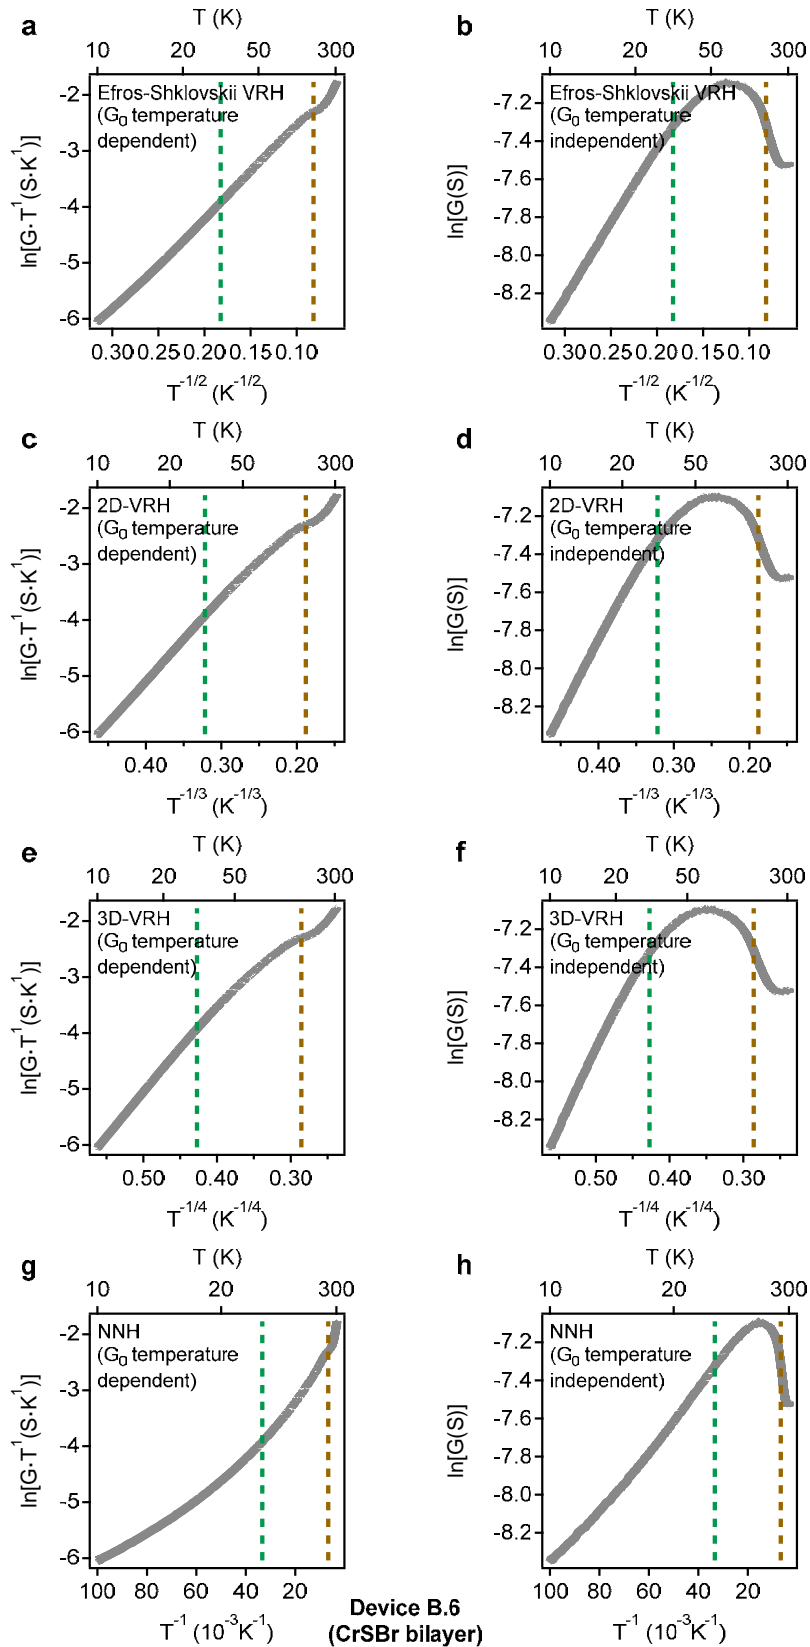 a
T (K)
10 30 50 300
Efros-Shklovskii VRH
(G0 temperature
dependent)
ln[G·T^1(S·K^1)]
-2
-3
-4
-5
-6
0.30 0.25 0.20 0.15 0.10
T^-1/2 (K^-1/2)
b
T (K)
10 20 50 300
Efros-Shklovskii VRH
(G0 temperature
independent)
ln[G(S)]
-7.2
-7.4
-7.6
-7.8
-8.0
-8.2
0.30 0.25 0.20 0.15 0.10
T^-1/2 (K^-1/2)
c
T (K)
10 20 50 300
2D-VRH
(G0 temperature
dependent)
ln[G·T^1(S·K^1)]
-2
-3
-4
-5
-6
0.40 0.30 0.20
T^-1/3 (K^-1/3)
d
T (K)
10 20 50 300
2D-VRH
(G0 temperature
independent)
ln[G(S)]
-7.2
-7.4
-7.6
-7.8
-8.0
-8.2
0.40 0.30 0.20
T^-1/3 (K^-1/3)
e
T (K)
10 20 50 300
3D-VRH
(G0 temperature
dependent)
ln[G·T^1(S·K^1)]
-2
-3
-4
-5
-6
0.50 0.40 0.30
T^-1/4 (K^-1/4)
f
T (K)
10 20 50 300
3D-VRH
(G0 temperature
independent)
ln[G(S)]
-7.2
-7.4
-7.6
-7.8
-8.0
-8.2
0.50 0.40 0.30
T^-1/4 (K^-1/4)
g
T (K)
10 20 300
NNH
(G0 temperature
dependent)
ln[G·T^1(S·K^1)]
-2
-3
-4
-5
-6
100 80 60 40 20
T^-1 (10^-3K^-1)
h
T (K)
10 20 300
NNH
(G0 temperature
independent)
ln[G(S)]
-7.2
-7.4
-7.6
-7.8
-8.0
-8.2
100 80 60 40 20
T^-1 (10^-3K^-1)
Device B.6
(CrSBr bilayer)